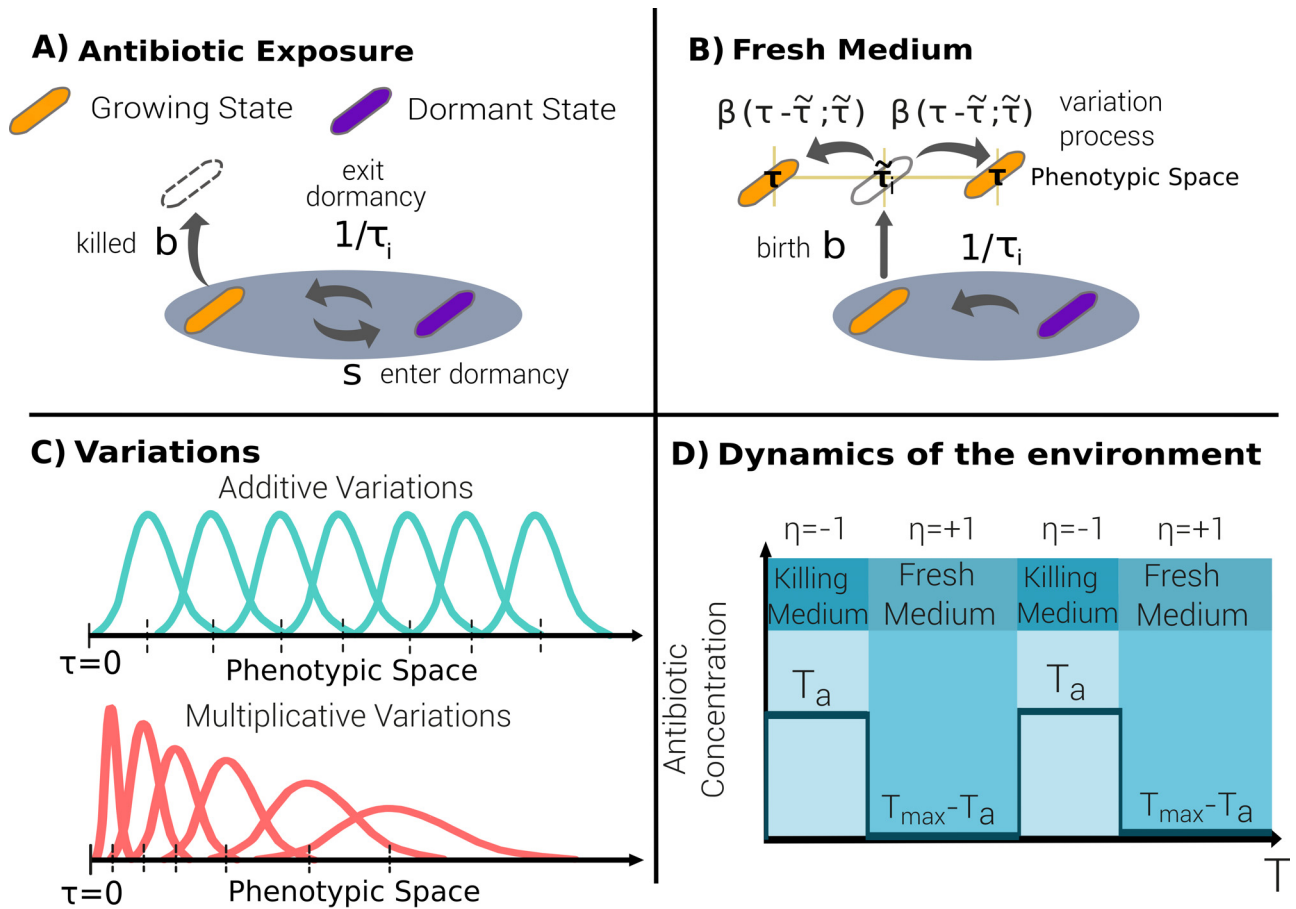 A) Antibiotic Exposure
Growing State
Dormant State
exit
dormancy
1/τi
killed b
s enter dormancy
B) Fresh Medium
β(τ-τ̃;τ̃) β(τ-τ̃;τ̃)
variation
process
τ τ̃i τ
Phenotypic Space
birth b
1/τi
C) Variations
Additive Variations
τ=0
Phenotypic Space
Multiplicative Variations
τ=0
Phenotypic Space
D) Dynamics of the environment
η=-1 η=+1 η=-1 η=+1
Killing Fresh Killing Fresh
Medium Medium Medium Medium
Antibiotic
Concentration
Ta Ta
Tmax-Ta Tmax-Ta
T